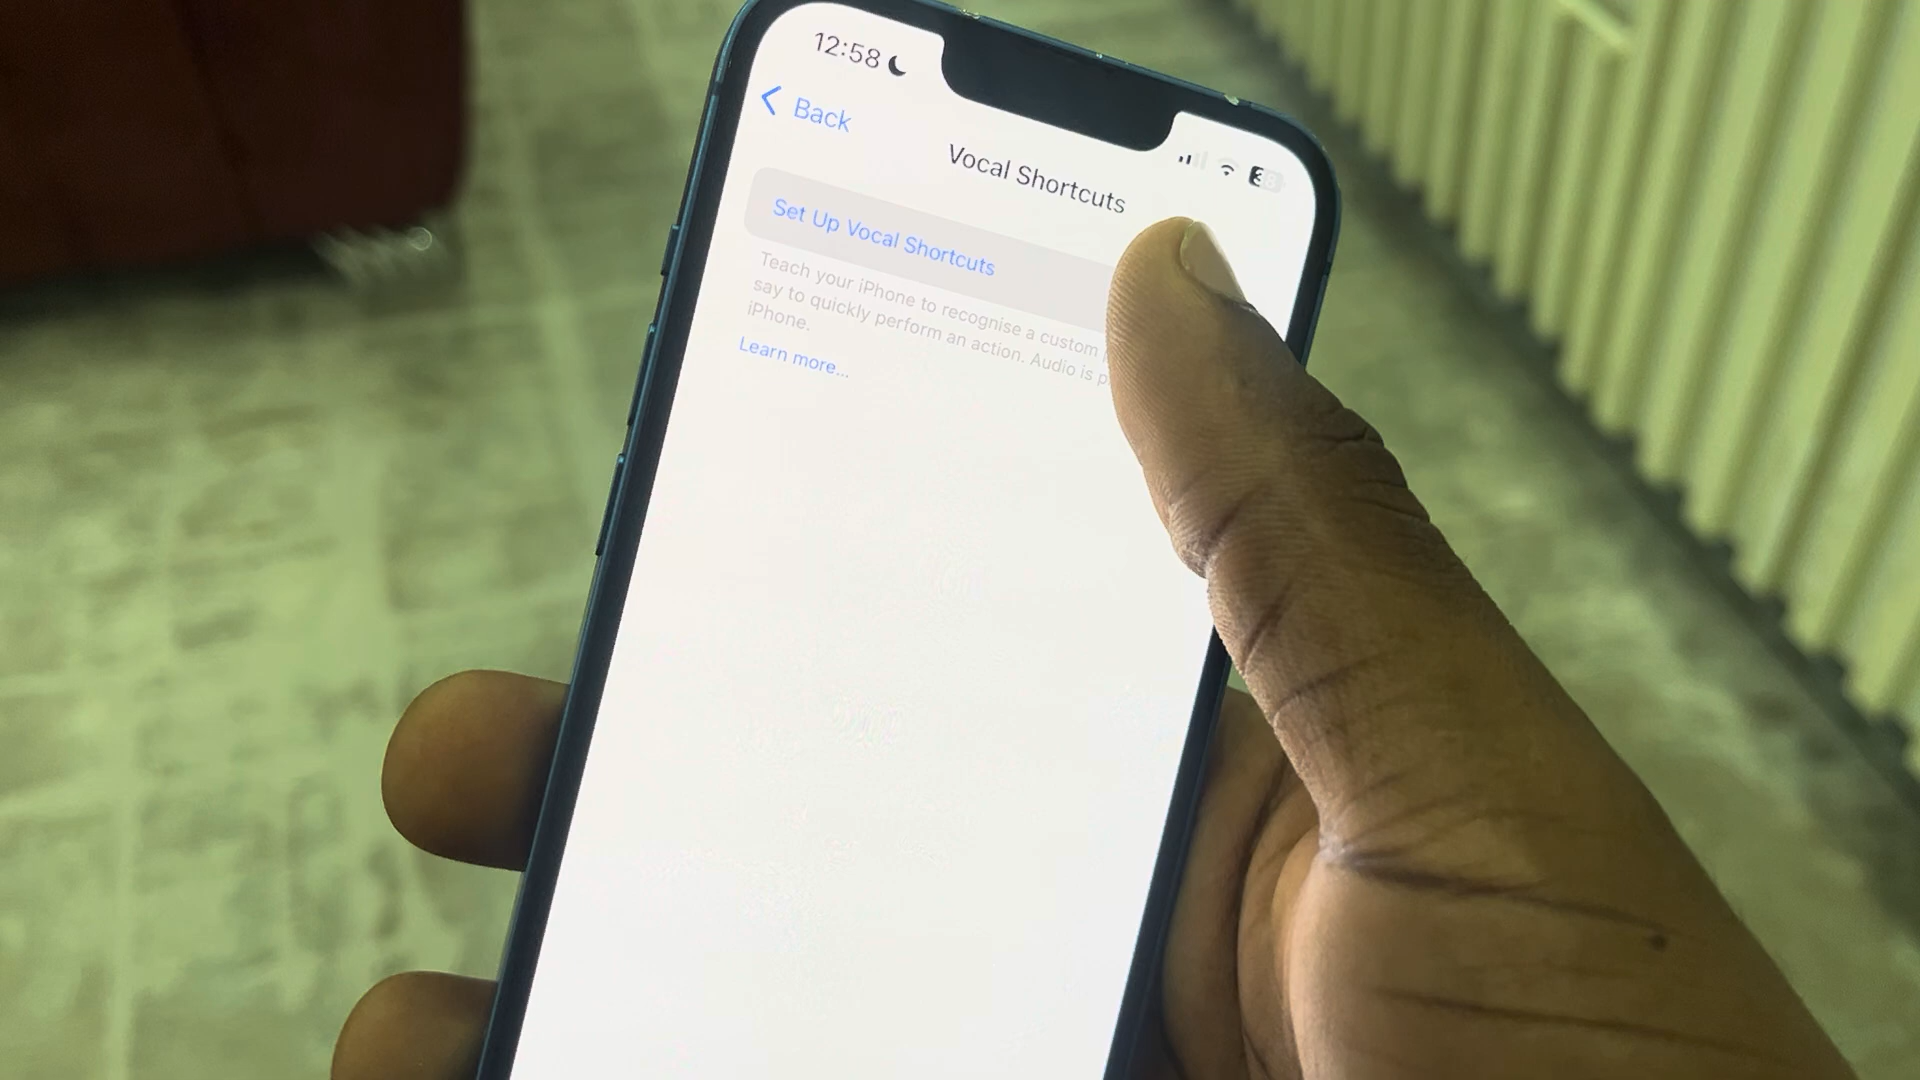 12:58
Back
Vocal Shortcuts
Set Up Vocal Shortcuts
Teach your iPhone to recognise a custom
say to quickly perform an action. Audio is
iPhone.
Learn more...